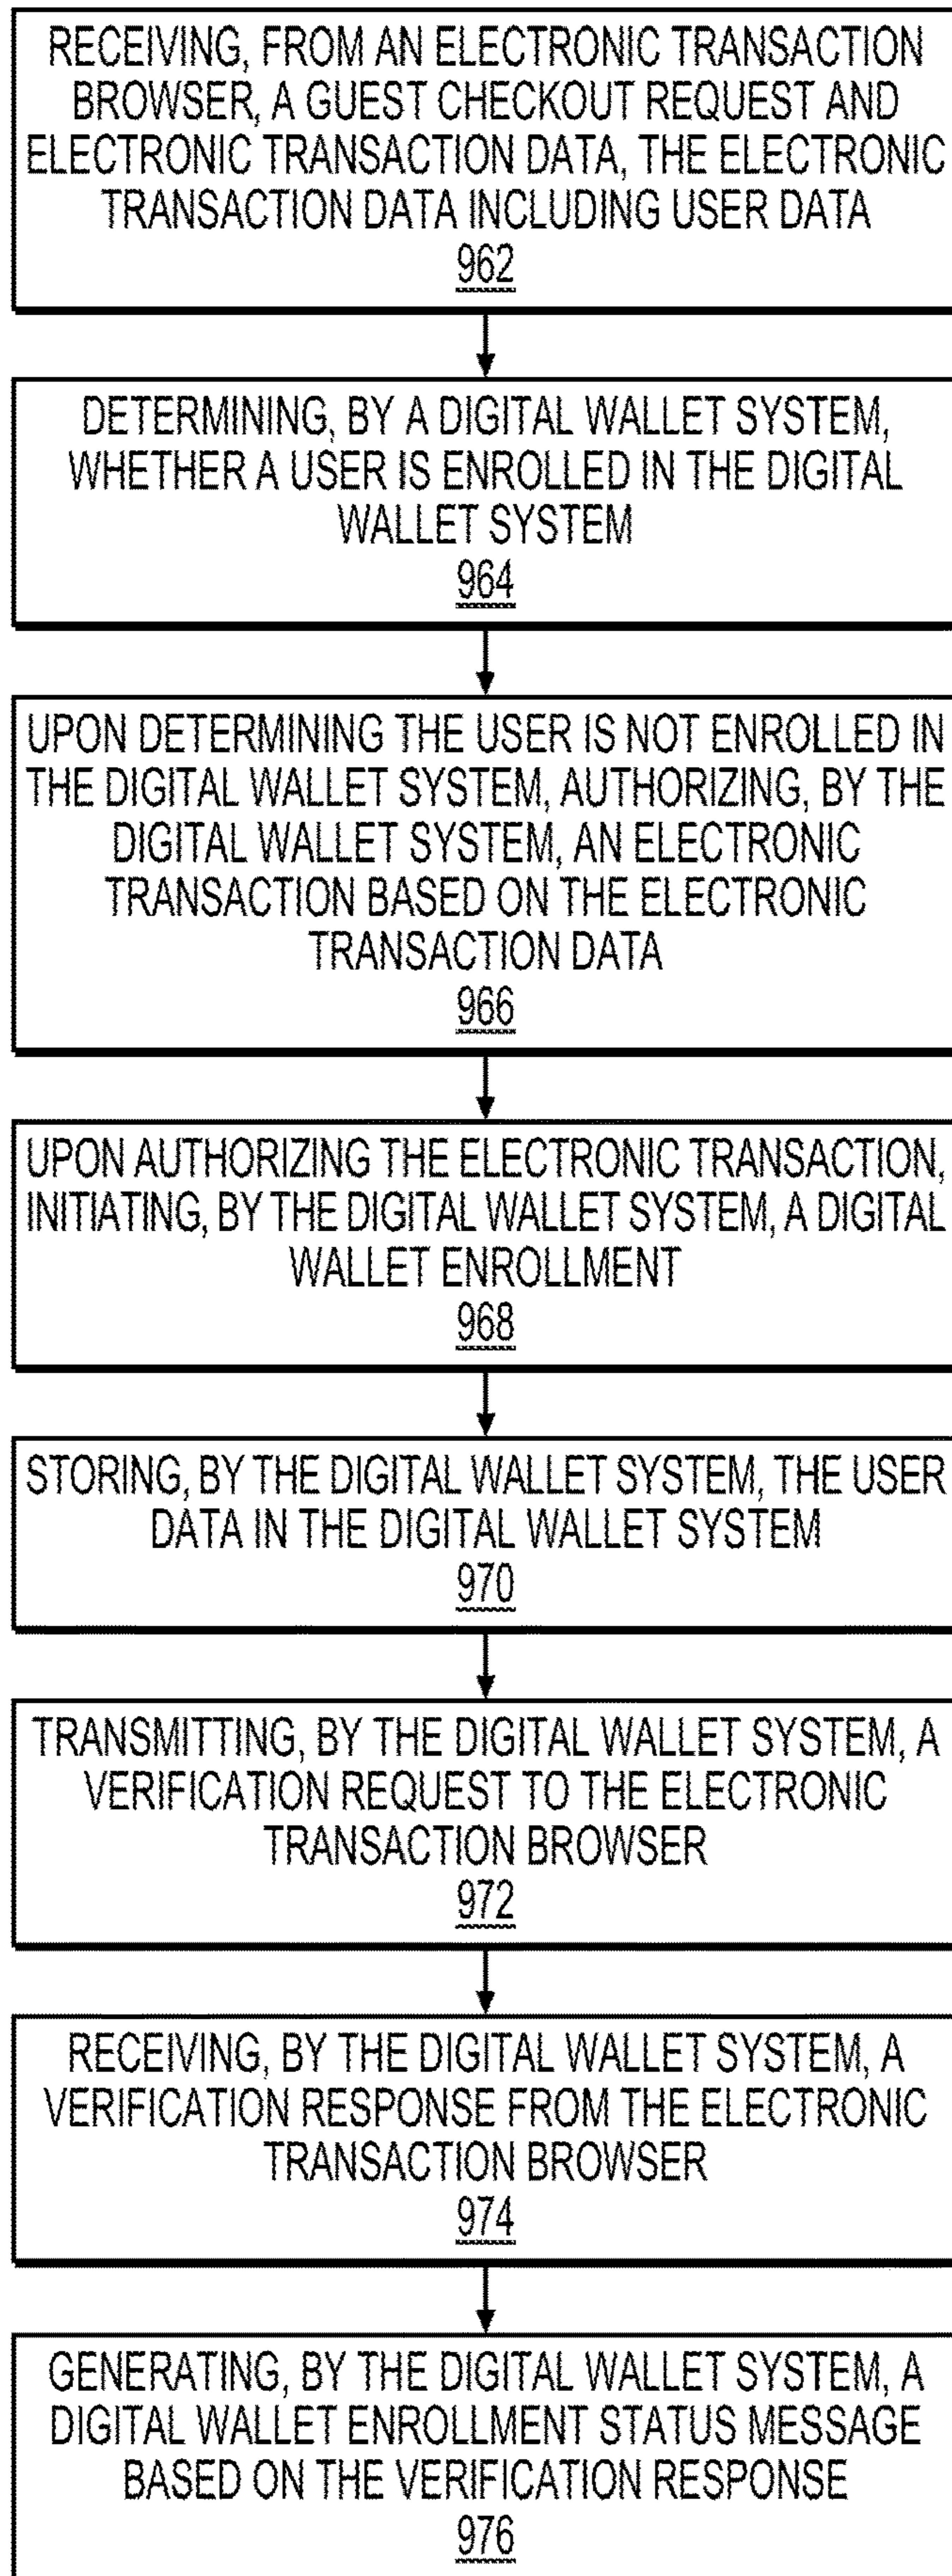 RECEIVING, FROM AN ELECTRONIC TRANSACTION
BROWSER, A GUEST CHECKOUT REQUEST AND
ELECTRONIC TRANSACTION DATA, THE ELECTRONIC
TRANSACTION DATA INCLUDING USER DATA
962
DETERMINING, BY A DIGITAL WALLET SYSTEM,
WHETHER A USER IS ENROLLED IN THE DIGITAL
WALLET SYSTEM
964
UPON DETERMINING THE USER IS NOT ENROLLED IN
THE DIGITAL WALLET SYSTEM, AUTHORIZING, BY THE
DIGITAL WALLET SYSTEM, AN ELECTRONIC
TRANSACTION BASED ON THE ELECTRONIC
TRANSACTION DATA
966
UPON AUTHORIZING THE ELECTRONIC TRANSACTION,
INITIATING, BY THE DIGITAL WALLET SYSTEM, A DIGITAL
WALLET ENROLLMENT
968
STORING, BY THE DIGITAL WALLET SYSTEM, THE USER
DATA IN THE DIGITAL WALLET SYSTEM
970
TRANSMITTING, BY THE DIGITAL WALLET SYSTEM, A
VERIFICATION REQUEST TO THE ELECTRONIC
TRANSACTION BROWSER
972
RECEIVING, BY THE DIGITAL WALLET SYSTEM, A
VERIFICATION RESPONSE FROM THE ELECTRONIC
TRANSACTION BROWSER
974
GENERATING, BY THE DIGITAL WALLET SYSTEM, A
DIGITAL WALLET ENROLLMENT STATUS MESSAGE
BASED ON THE VERIFICATION RESPONSE
976